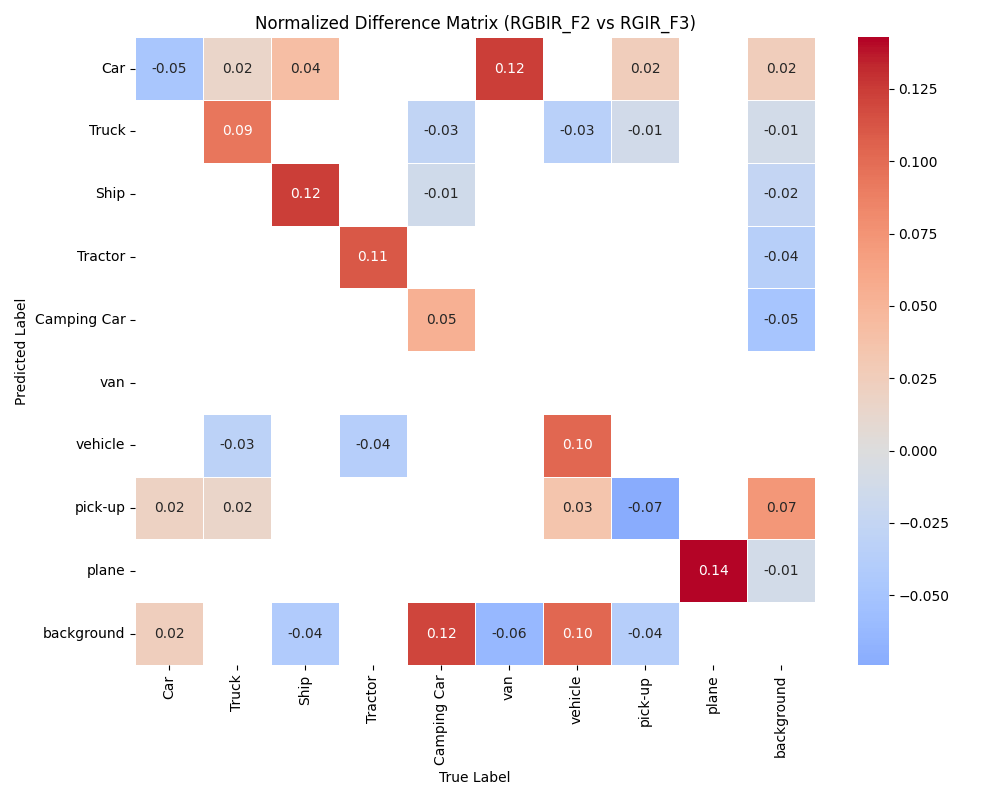 Normalized Difference Matrix (RGBIR_F2 vs RGIR_F3)
Car -0.05 0.02 0.04 0.12 0.02 0.02
Truck 0.09 -0.03 -0.03 -0.01 -0.01
Ship 0.12 -0.01 -0.02
Tractor 0.11 -0.04
Camping Car 0.05 -0.05
van
vehicle -0.03 -0.04 0.10
pick-up 0.02 0.02 0.03 -0.07 0.07
plane 0.14 -0.01
background 0.02 -0.04 0.12 -0.06 0.10 -0.04
Car Truck Ship Tractor Camping Car van vehicle pick-up plane background
True Label
Predicted Label
0.125
0.100
0.075
0.050
0.025
0.000
−0.025
−0.050